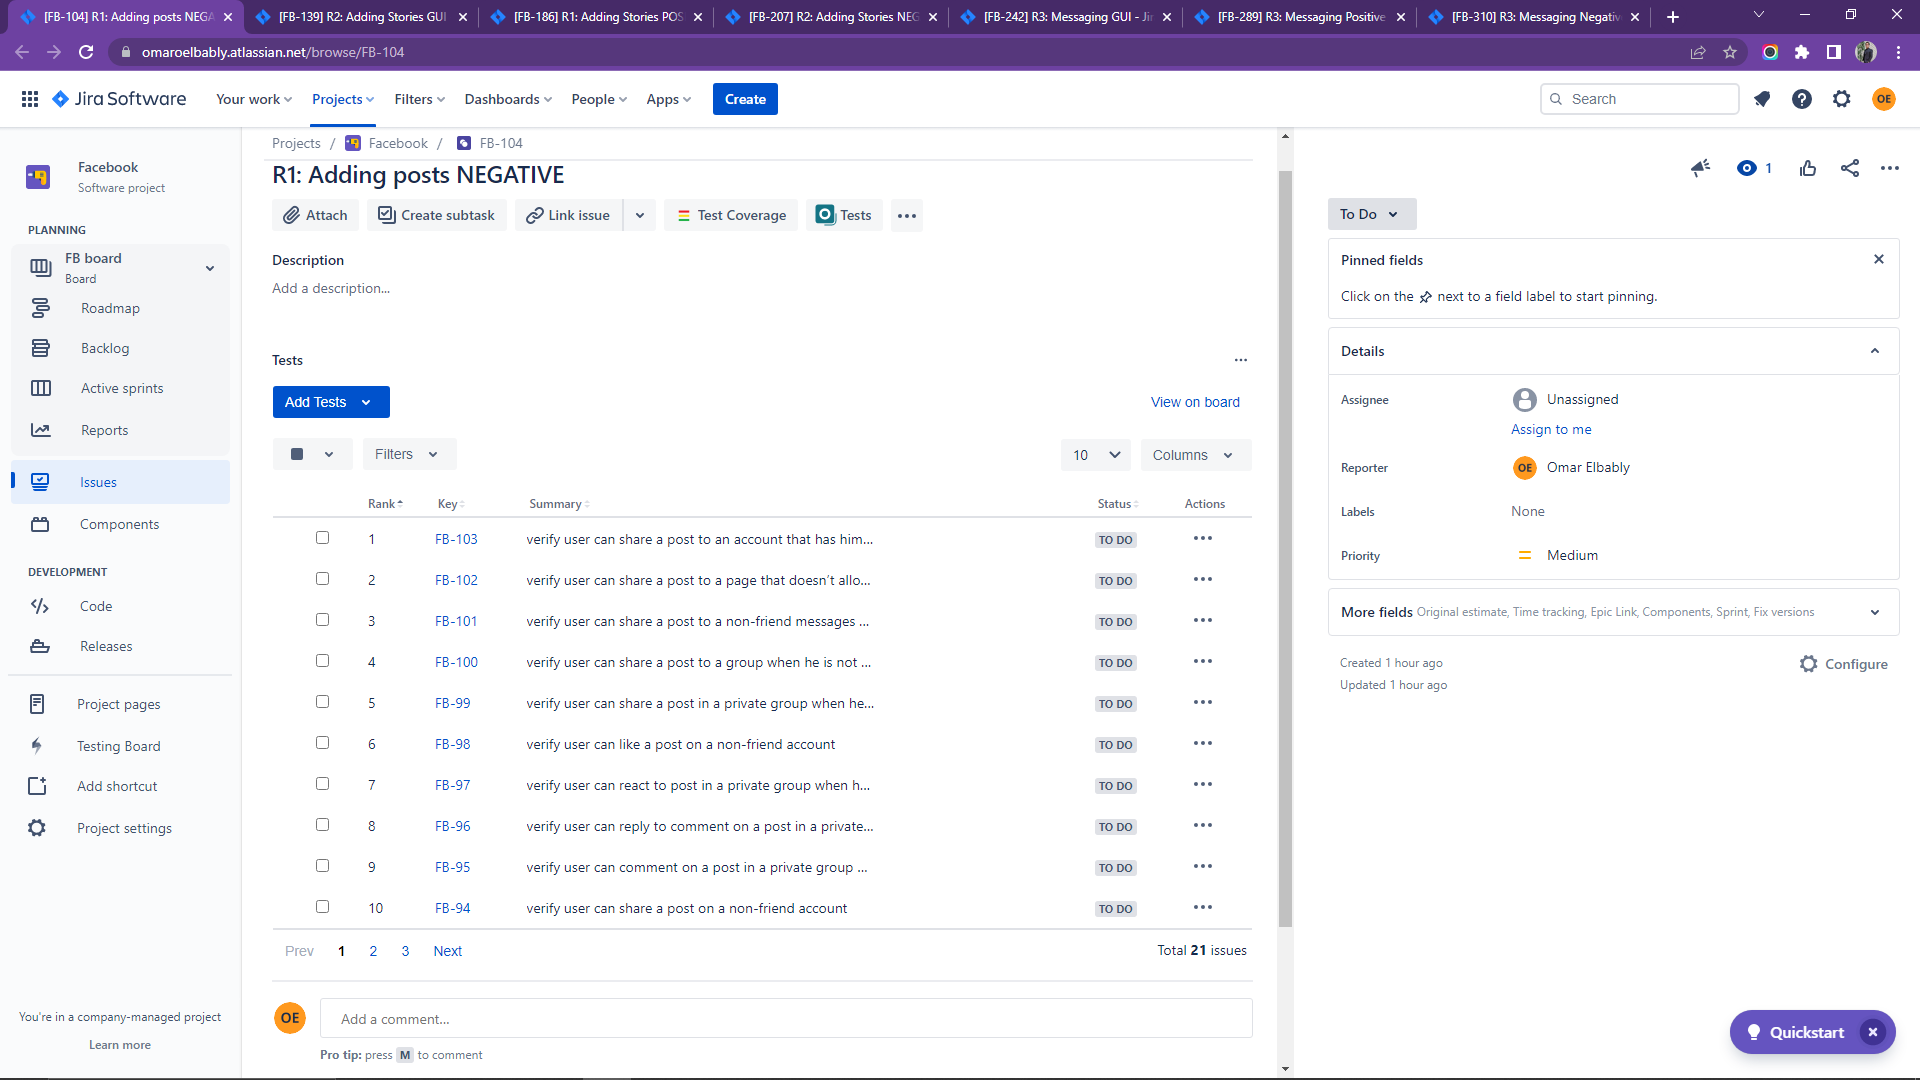 [FB-104] R1: Adding posts NEGA
[FB-139] R2: Adding Stories GUI
[FB-186] R1: Adding Stories POS
[FB-207] R2: Adding Stories NEG
[FB-242] R3: Messaging GUI - Jir
[FB-289] R3: Messaging Positive
[FB-310] R3: Messaging Negativ
omaroelbably.atlassian.net/browse/FB-104
Jira Software
Your work
Projects
Filters
Dashboards
People
Apps
Create
Search
OE
Facebook
Software project
PLANNING
FB board
Board
Roadmap
Backlog
Active sprints
Reports
Issues
Components
DEVELOPMENT
Code
Releases
Project pages
Testing Board
Add shortcut
Project settings
You're in a company-managed project
Learn more
Projects / Facebook / FB-104
R1: Adding posts NEGATIVE
Attach
Create subtask
Link issue
Test Coverage
Tests
Description
Add a description...
Tests
Add Tests
View on board
Filters
10
Columns
Rank Key Summary Status Actions
1 FB-103 verify user can share a post to an account that has him... TO DO
2 FB-102 verify user can share a post to a page that doesn't allo... TO DO
3 FB-101 verify user can share a post to a non-friend messages ... TO DO
4 FB-100 verify user can share a post to a group when he is not ... TO DO
5 FB-99 verify user can share a post in a private group when he... TO DO
6 FB-98 verify user can like a post on a non-friend account TO DO
7 FB-97 verify user can react to post in a private group when h... TO DO
8 FB-96 verify user can reply to comment on a post in a private... TO DO
9 FB-95 verify user can comment on a post in a private group ... TO DO
10 FB-94 verify user can share a post on a non-friend account TO DO
Prev 1 2 3 Next
Total 21 issues
OE
Add a comment...
Pro tip: press M to comment
1
To Do
Pinned fields
Click on the next to a field label to start pinning.
Details
Assignee
Unassigned
Assign to me
Reporter
OE Omar Elbably
Labels
None
Priority
Medium
More fields Original estimate, Time tracking, Epic Link, Components, Sprint, Fix versions
Created 1 hour ago
Updated 1 hour ago
Configure
Quickstart